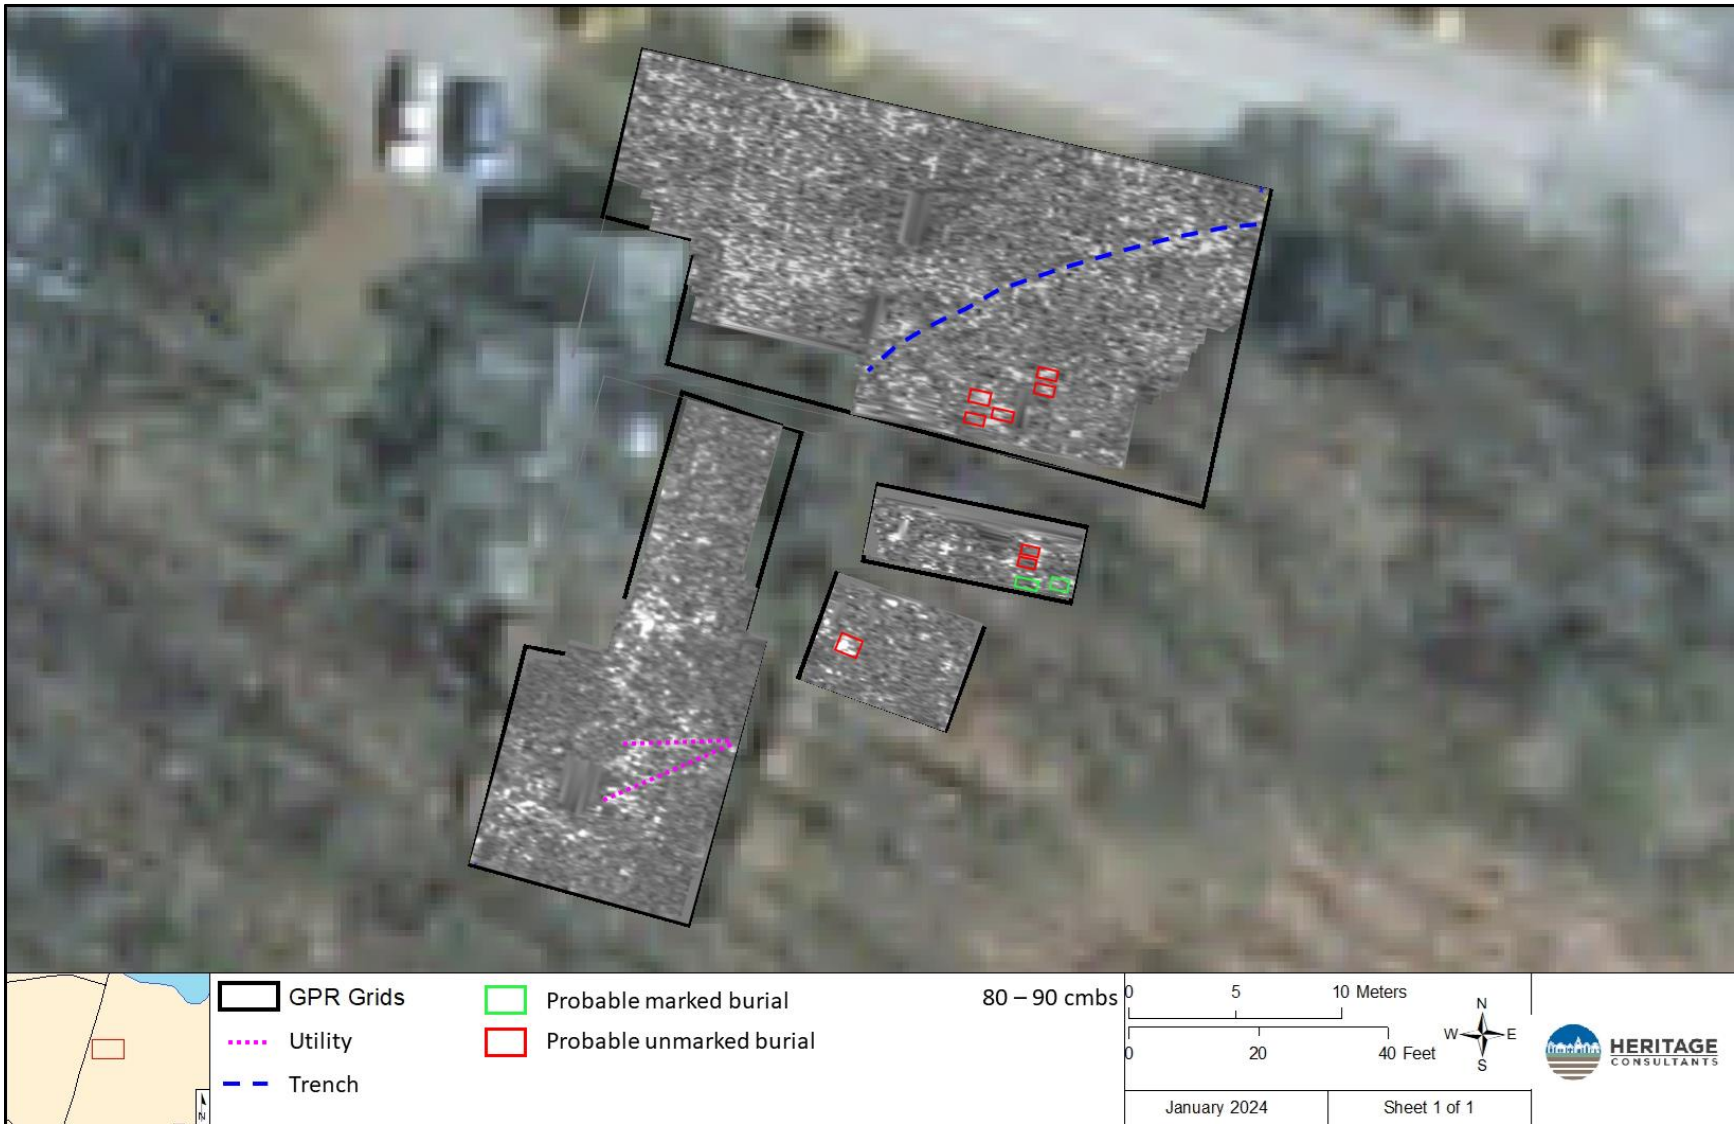 GPR Grids
Utility
Trench
Probable marked burial
Probable unmarked burial
80 – 90 cmbs
0 5 10 Meters
0 20 40 Feet
N
W E
S
January 2024
Sheet 1 of 1
HERITAGE
CONSULTANTS
N